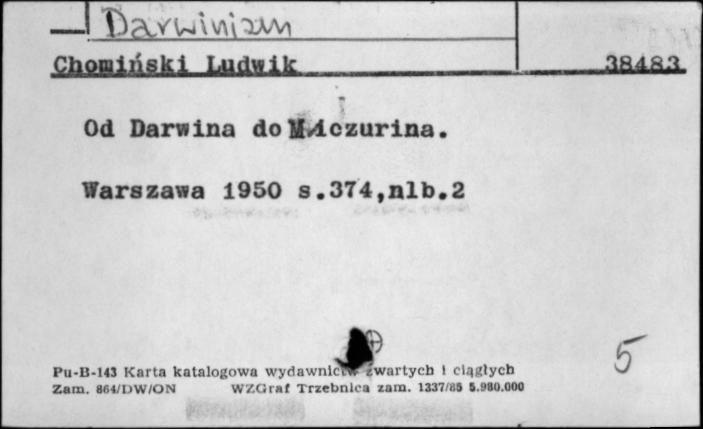 Darwinizm
Chomiński Ludwik 38483
Od Darwina do Miczurina.
Warszawa 1950 s.374,nlb.2
5
Pu-B-143 Karta katalogowa wydawnictw zwartych i ciągłych
Zam. 864/DW/ON WZGraf Trzebnica zam. 1337/85 5.980.000